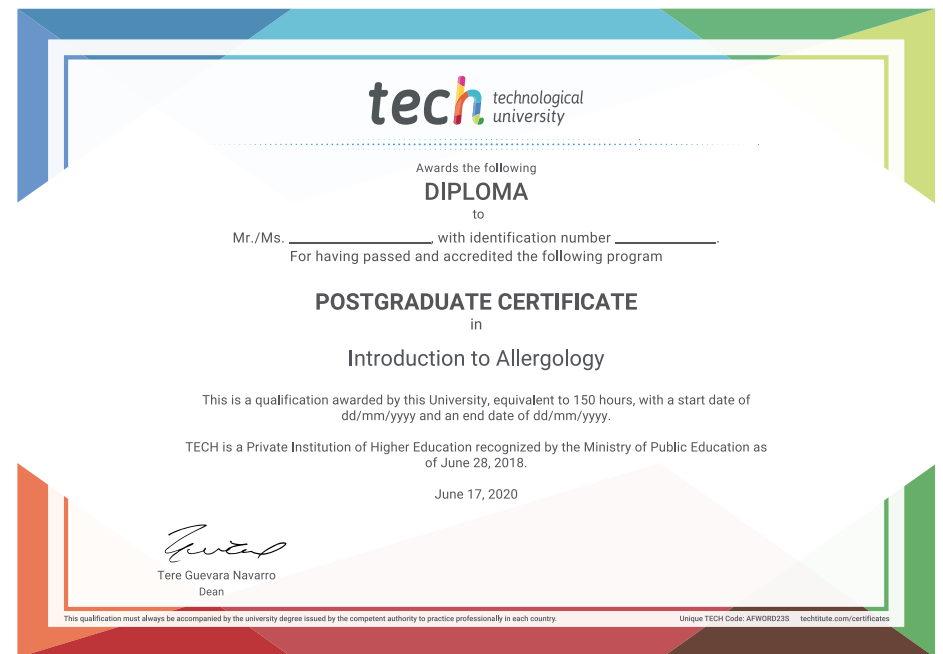 tech technological
university
Awards the following
DIPLOMA
to
Mr./Ms. ____________________, with identification number ______________.
For having passed and accredited the following program
POSTGRADUATE CERTIFICATE
in
Introduction to Allergology
This is a qualification awarded by this University, equivalent to 150 hours, with a start date of
dd/mm/yyyy and an end date of dd/mm/yyyy.
TECH is a Private Institution of Higher Education recognized by the Ministry of Public Education as
of June 28, 2018.
June 17, 2020
Tere Guevara Navarro
Dean
This qualification must always be accompanied by the university degree issued by the competent authority to practice professionally in each country. Unique TECH Code: AFWORD23S techtitute.com/certificates